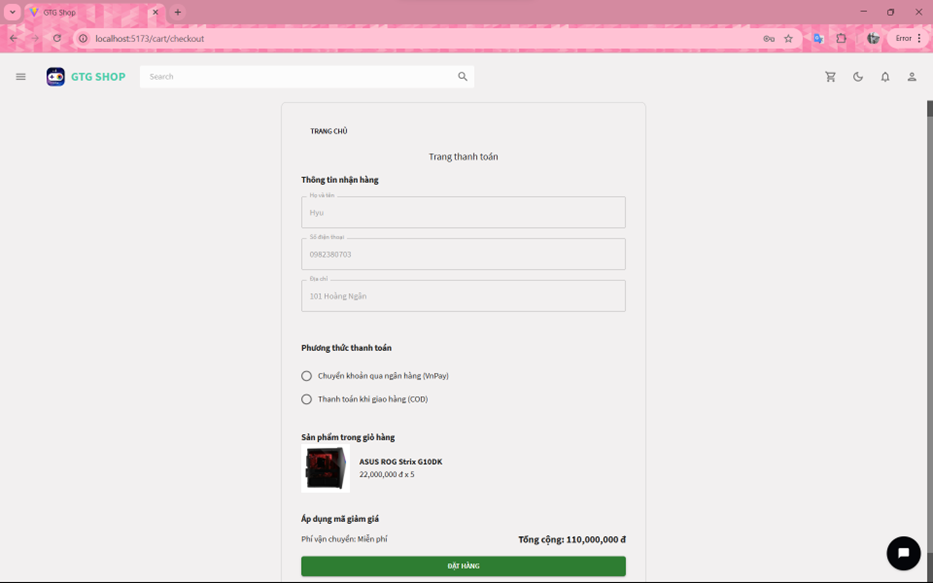 GTG Shop
localhost:5173/cart/checkout
Error
GTG SHOP
Search
TRANG CHỦ
Trang thanh toán
Thông tin nhận hàng
Họ và tên
Hyu
Số điện thoại
0982380703
Địa chỉ
101 Hoàng Ngân
Phương thức thanh toán
Chuyển khoản qua ngân hàng (VnPay)
Thanh toán khi giao hàng (COD)
Sản phẩm trong giỏ hàng
ASUS ROG Strix G10DK
22,000,000 đ x 5
Áp dụng mã giảm giá
Phí vận chuyển: Miễn phí
Tổng cộng: 110,000,000 đ
ĐẶT HÀNG